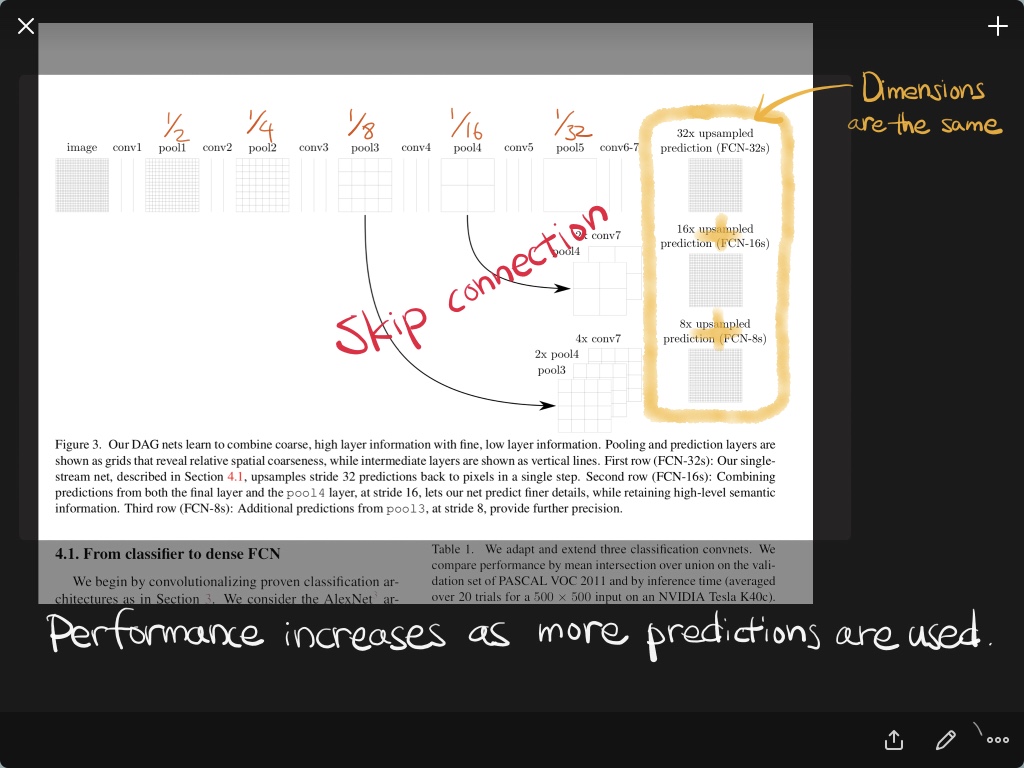 Dimensions
are the same
1/2 1/4 1/8 1/16 1/32
image conv1 pool1 conv2 pool2 conv3 pool3 conv4 pool4 conv5 pool5 conv6-7
32x upsampled
prediction (FCN-32s)
16x upsampled
prediction (FCN-16s)
2x conv7
pool4
Skip connection
8x upsampled
prediction (FCN-8s)
4x conv7
2x pool4
pool3
Figure 3. Our DAG nets learn to combine coarse, high layer information with fine, low layer information. Pooling and prediction layers are
shown as grids that reveal relative spatial coarseness, while intermediate layers are shown as vertical lines. First row (FCN-32s): Our single-
stream net, described in Section 4.1, upsamples stride 32 predictions back to pixels in a single step. Second row (FCN-16s): Combining
predictions from both the final layer and the pool4 layer, at stride 16, lets our net predict finer details, while retaining high-level semantic
information. Third row (FCN-8s): Additional predictions from pool3, at stride 8, provide further precision.
4.1. From classifier to dense FCN
We begin by convolutionalizing proven classification ar-
chitectures as in Section 3. We consider the AlexNet ar-
Table 1. We adapt and extend three classification convnets. We
compare performance by mean intersection over union on the vali-
dation set of PASCAL VOC 2011 and by inference time (averaged
over 20 trials for a 500 × 500 input on an NVIDIA Tesla K40c).
Performance increases as more predictions are used.